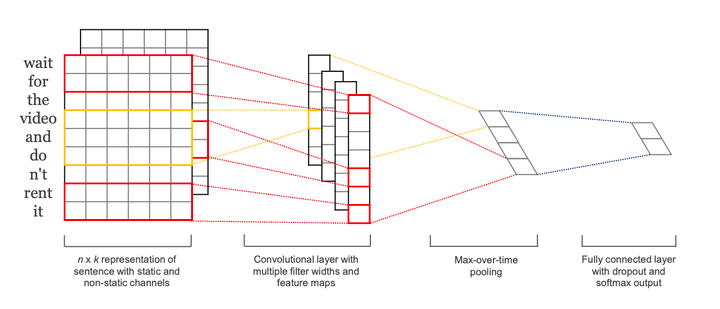 wait
for
the
video
and
do
n't
rent
it
n x k representation of
sentence with static and
non-static channels
Convolutional layer with
multiple filter widths and
feature maps
Max-over-time
pooling
Fully connected layer
with dropout and
softmax output